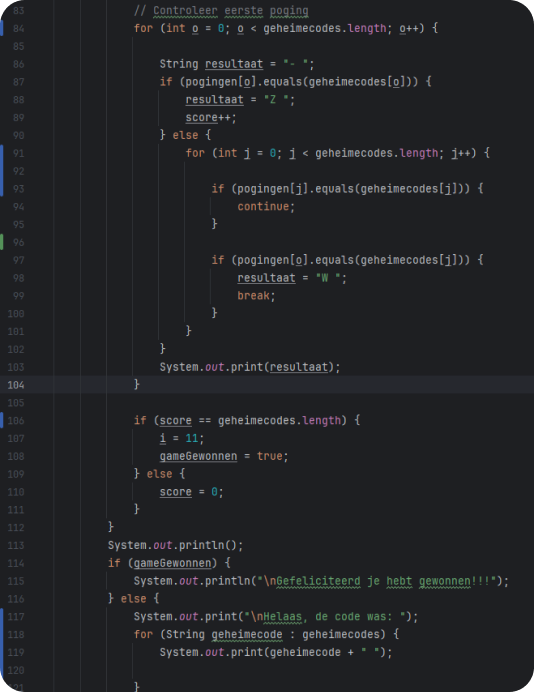 83 // Controleer eerste poging
84 for (int o = 0; o < geheimecodes.length; o++) {
85
86 String resultaat = "- ";
87 if (pogingen[o].equals(geheimecodes[o])) {
88 resultaat = "Z ";
89 score++;
90 } else {
91 for (int j = 0; j < geheimecodes.length; j++) {
92
93 if (pogingen[j].equals(geheimecodes[j])) {
94 continue;
95 }
96
97 if (pogingen[o].equals(geheimecodes[j])) {
98 resultaat = "W ";
99 break;
100 }
101 }
102 }
103 System.out.print(resultaat);
104 }
105
106 if (score == geheimecodes.length) {
107 i = 11;
108 gameGewonnen = true;
109 } else {
110 score = 0;
111 }
112 }
113 System.out.println();
114 if (gameGewonnen) {
115 System.out.println("\nGefeliciteerd je hebt gewonnen!!!");
116 } else {
117 System.out.print("\nHelaas, de code was: ");
118 for (String geheimecode : geheimecodes) {
119 System.out.print(geheimecode + " ");
120
121 }